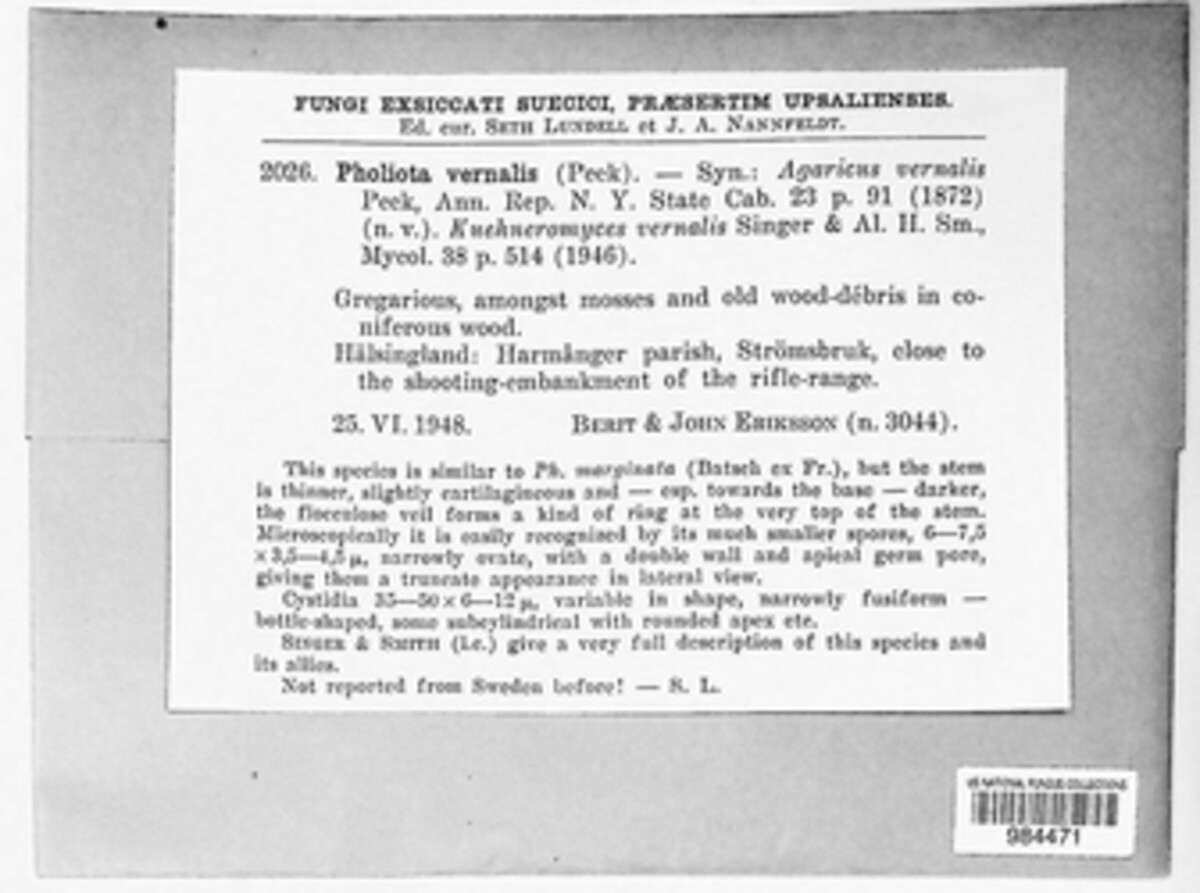 FUNGI EXSICCATI SUECICI, PRÆSERTIM UPSALIENSES.
Ed. cur. SETH LUNDELL et J. A. NANNFELDT.
2026. Pholiota vernalis (Peck). — Syn.: Agaricus vernalis
Peck, Ann. Rep. N. Y. State Cab. 23 p. 91 (1872)
(n. v.). Kuehneromyces vernalis Singer & Al. H. Sm.,
Mycol. 38 p. 514 (1946).
Gregarious, amongst mosses and old wood-débris in co-
niferous wood.
Hälsingland: Harmånger parish, Strömsbruk, close to
the shooting-embankment of the rifle-range.
25. VI. 1948. BERIT & JOHN ERIKSSON (n. 3044).
This species is similar to Ph. marginata (Batsch ex Fr.), but the stem
is thinner, slightly cartilagineous and — esp. towards the base — darker,
the flocculose veil forms a kind of ring at the very top of the stem.
Microscopically it is easily recognized by its much smaller spores, 6—7,5
×3,5—4,5 µ, narrowly ovate, with a double wall and apical germ pore,
giving them a truncate appearance in lateral view.
Cystidia 35—50×6—12 µ, variable in shape, narrowly fusiform —
bottle-shaped, some subcylindrical with rounded apex etc.
SINGER & SMITH (l.c.) give a very full description of this species and
its allies.
Not reported from Sweden before! — S. L.
US NATIONAL FUNGUS COLLECTIONS
984471